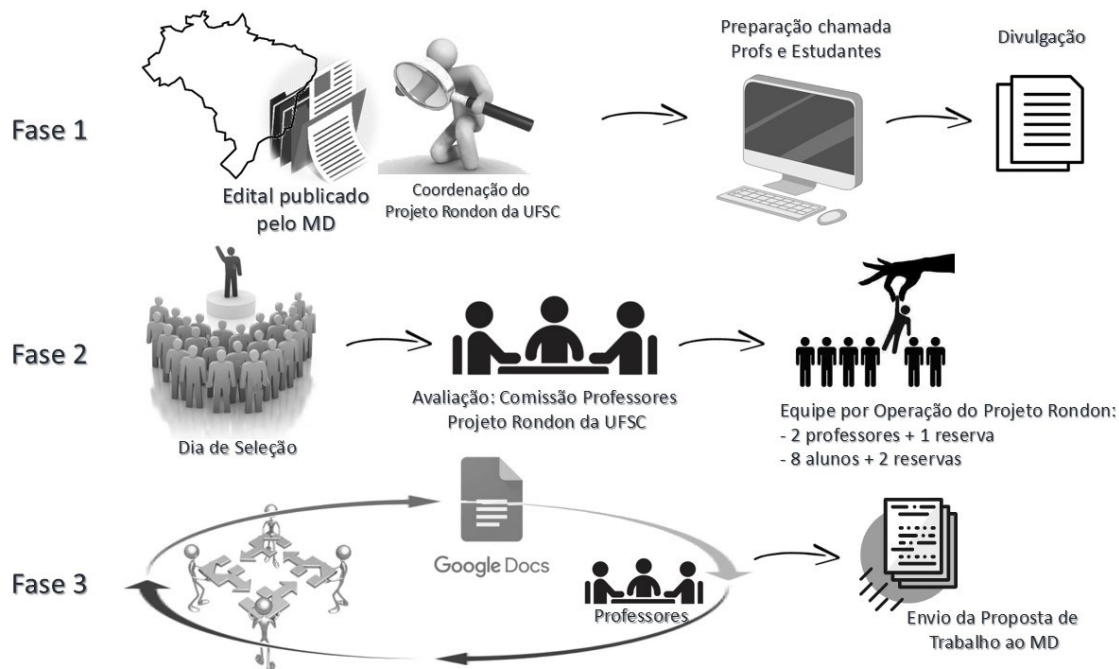 Fase 1
Edital publicado
pelo MD
Coordenação do
Projeto Rondon da UFSC
Preparação chamada
Profs e Estudantes
Divulgação
Fase 2
Dia de Seleção
Avaliação: Comissão Professores
Projeto Rondon da UFSC
Equipe por Operação do Projeto Rondon:
- 2 professores + 1 reserva
- 8 alunos + 2 reservas
Fase 3
Google Docs
Professores
Envio da Proposta de
Trabalho ao MD